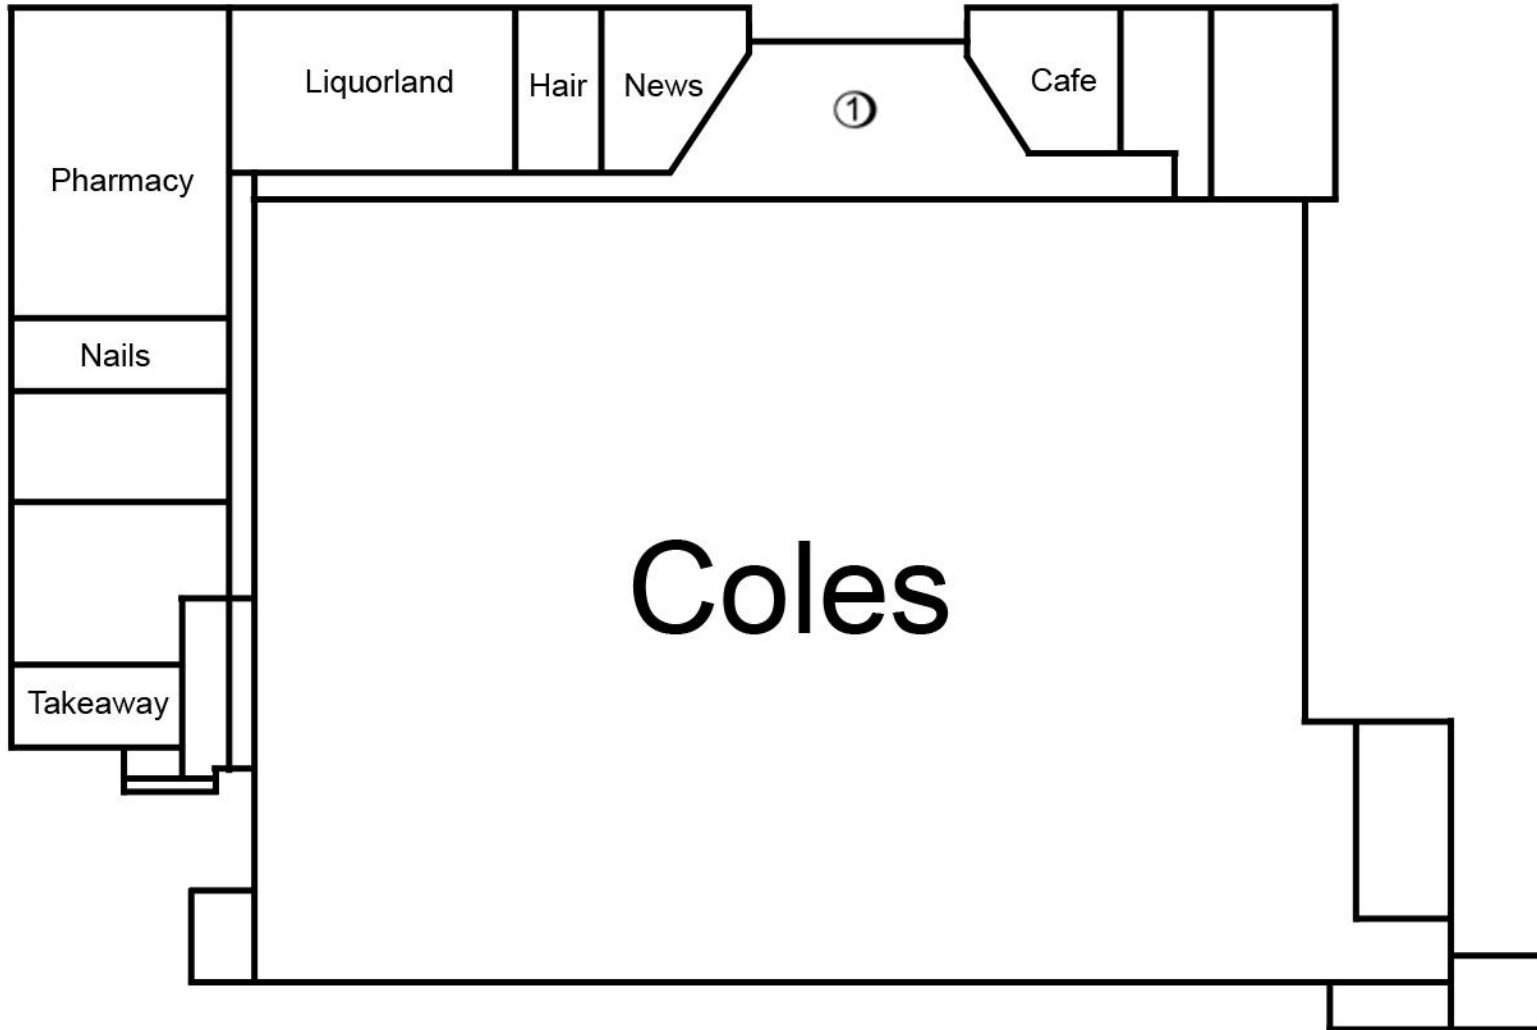 Liquorland
Hair
News
①
Cafe
Pharmacy
Nails
Coles
Takeaway